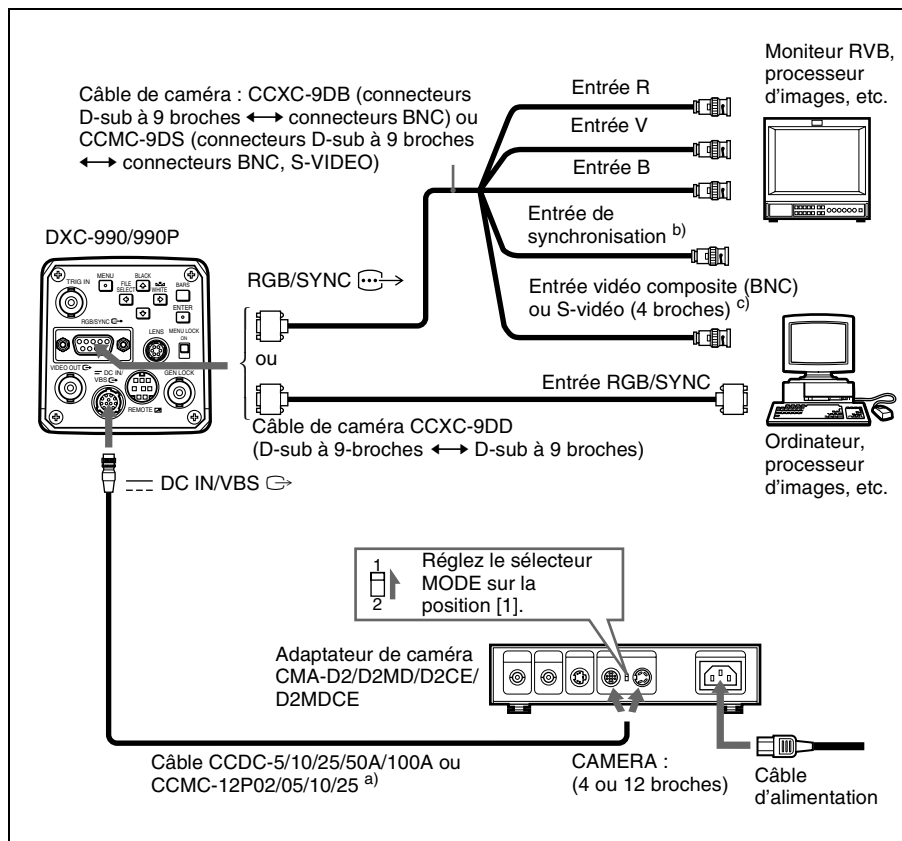 Moniteur RVB,
processeur
d'images, etc.
Câble de caméra : CCXC-9DB (connecteurs
D-sub à 9 broches ←→ connecteurs BNC) ou
CCMC-9DS (connecteurs D-sub à 9 broches
←→ connecteurs BNC, S-VIDEO)
Entrée R
Entrée V
Entrée B
Entrée de
synchronisation b)
Entrée vidéo composite (BNC)
ou S-vidéo (4 broches) c)
DXC-990/990P
RGB/SYNC
TRIG IN
MENU
BLACK
FILE
SELECT
WHITE
BARS
ENTER
RGB/SYNC
LENS
MENU LOCK
ON
VIDEO OUT
DC IN/
VBS
GEN LOCK
REMOTE
ou
Entrée RGB/SYNC
Câble de caméra CCXC-9DD
(D-sub à 9-broches ←→ D-sub à 9 broches)
Ordinateur,
processeur
d'images, etc.
DC IN/VBS
1
2
Réglez le sélecteur
MODE sur la
position [1].
Adaptateur de caméra
CMA-D2/D2MD/D2CE/
D2MDCE
Câble CCDC-5/10/25/50A/100A ou
CCMC-12P02/05/10/25 a)
CAMERA :
(4 ou 12 broches)
Câble
d'alimentation